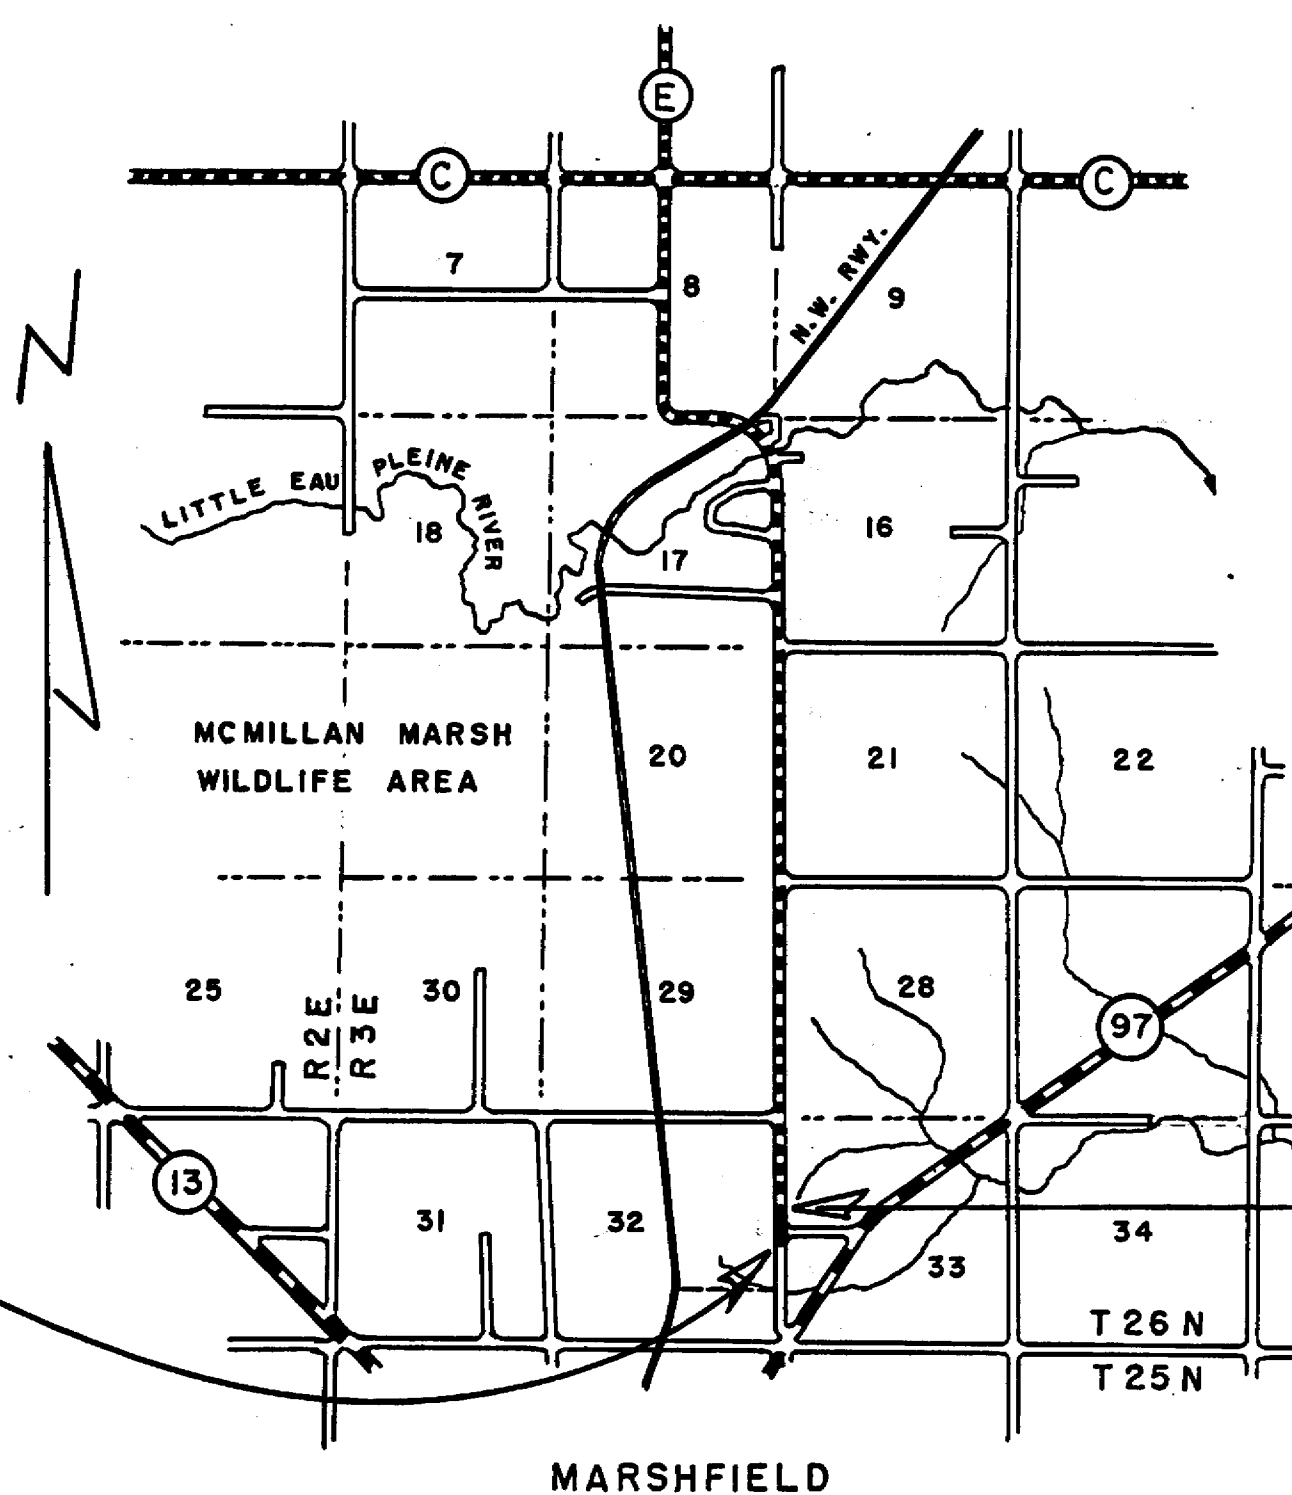 E
C
C
7
8
9
N.W. RWY.
LITTLE EAU PLEINE RIVER
18
17
16
MCMILLAN MARSH
WILDLIFE AREA
20
21
22
25
R2E
R3E
30
29
28
97
13
31
32
33
34
T 26 N
T 25 N
MARSHFIELD